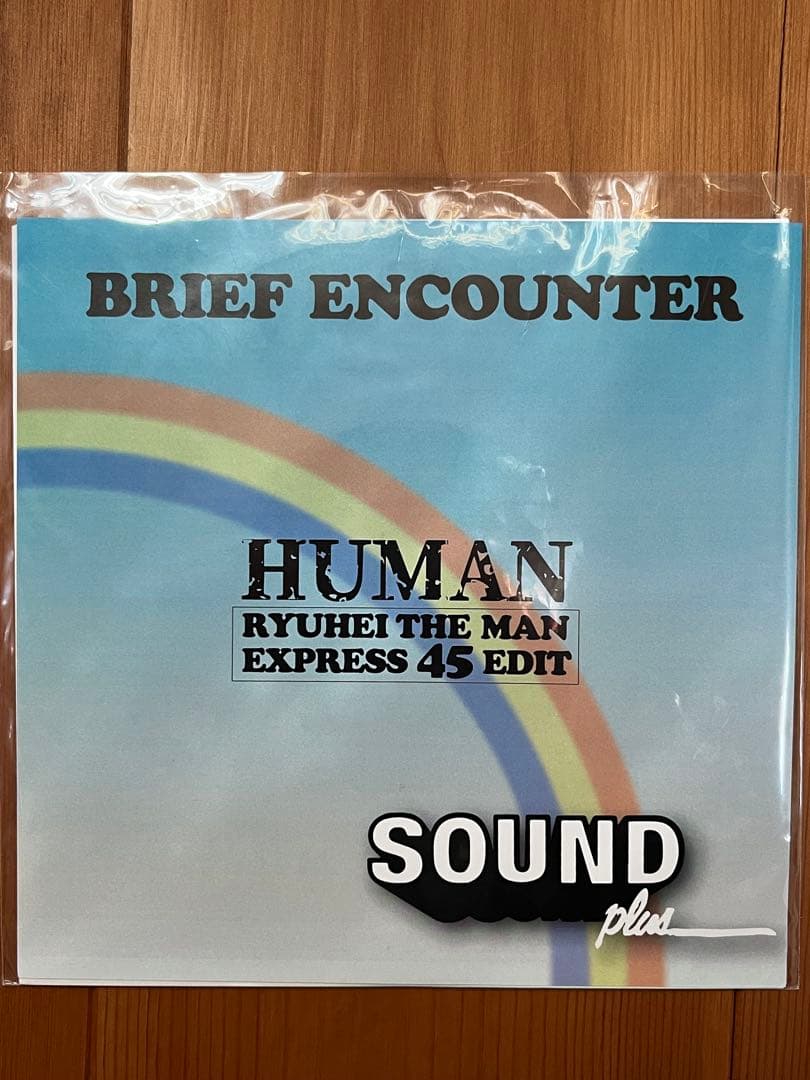 BRIEF ENCOUNTER
HUMAN
RYUHEI THE MAN
EXPRESS 45 EDIT
SOUND
plus